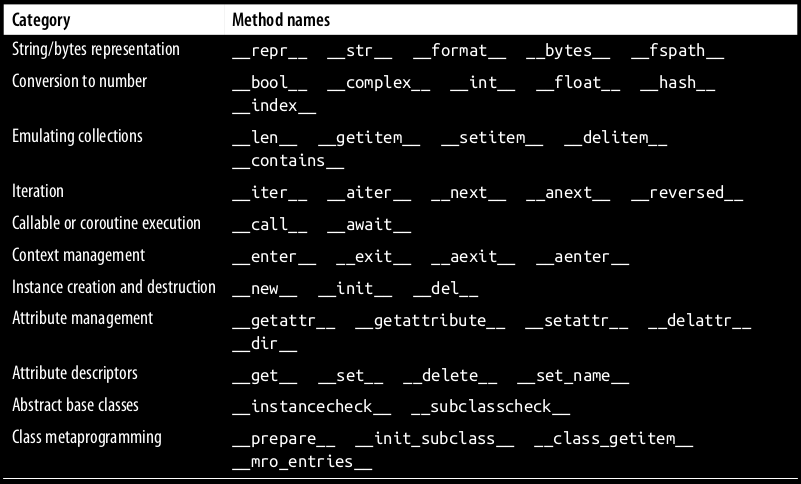 Category Method names
String/bytes representation __repr__ __str__ __format__ __bytes__ __fspath__
Conversion to number __bool__ __complex__ __int__ __float__ __hash__
__index__
Emulating collections __len__ __getitem__ __setitem__ __delitem__
__contains__
Iteration __iter__ __aiter__ __next__ __anext__ __reversed__
Callable or coroutine execution __call__ __await__
Context management __enter__ __exit__ __aexit__ __aenter__
Instance creation and destruction __new__ __init__ __del__
Attribute management __getattr__ __getattribute__ __setattr__ __delattr__
__dir__
Attribute descriptors __get__ __set__ __delete__ __set_name__
Abstract base classes __instancecheck__ __subclasscheck__
Class metaprogramming __prepare__ __init_subclass__ __class_getitem__
__mro_entries__